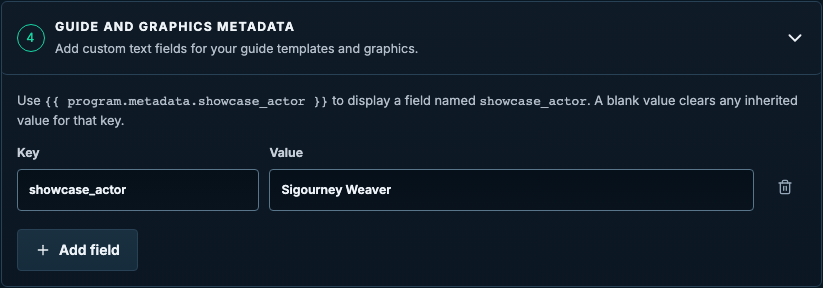 4
GUIDE AND GRAPHICS METADATA
Add custom text fields for your guide templates and graphics.
Use {{ program.metadata.showcase_actor }} to display a field named showcase_actor. A blank value clears any inherited
value for that key.
Key
Value
showcase_actor
Sigourney Weaver
+ Add field